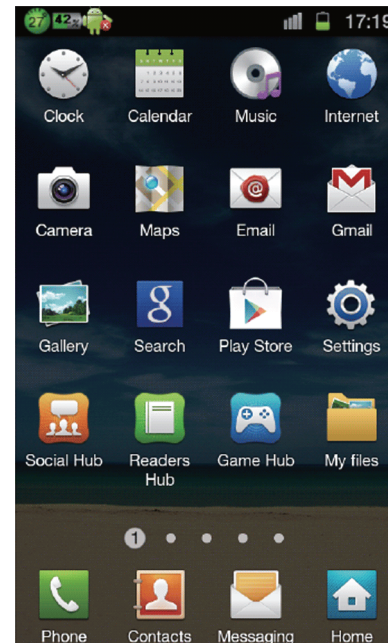 27 42 17:19
Clock Calendar Music Internet
Camera Maps Email Gmail
Gallery Search Play Store Settings
Social Hub Readers Hub Game Hub My files
1
Phone Contacts Messaging Home